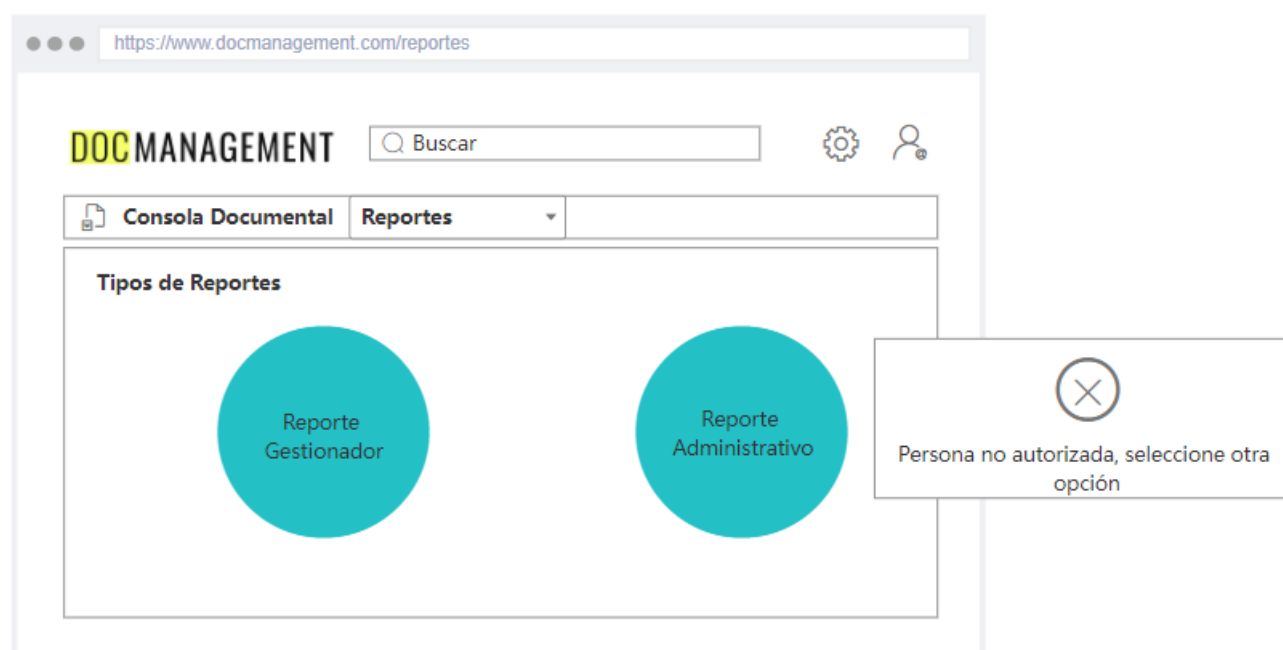 https://www.docmanagement.com/reportes
DOCMANAGEMENT
Buscar
Consola Documental
Reportes
Tipos de Reportes
Reporte
Gestionador
Reporte
Administrativo
Persona no autorizada, seleccione otra
opción